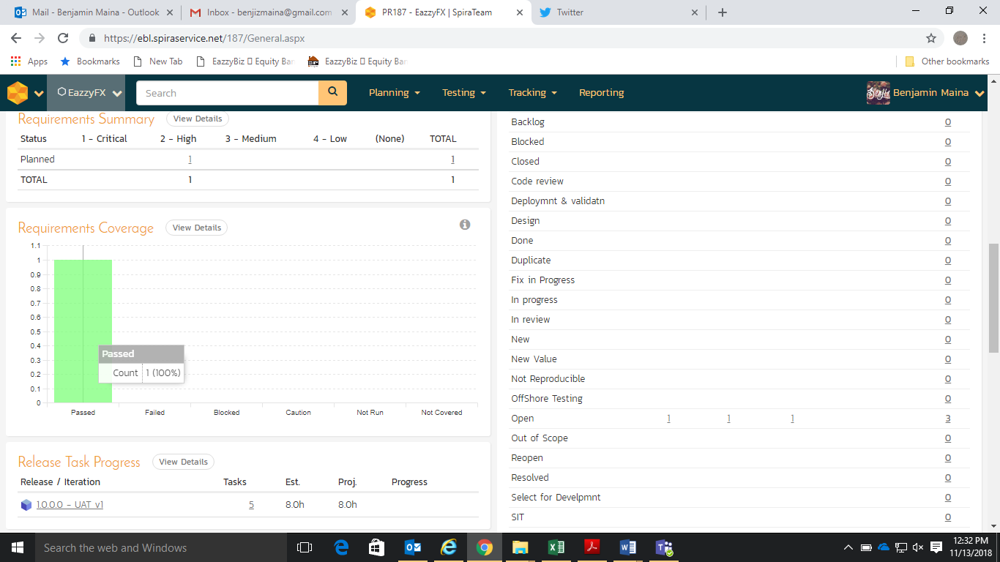 Mail - Benjamin Maina - Outlook
Inbox - benjizmaina@gmail.com
PR187 - EazzyFX | SpiraTeam
Twitter
https://ebl.spiraservice.net/187/General.aspx
Apps Bookmarks New Tab EazzyBiz ▯ Equity Ban EazzyBiz ▯ Equity Ban Other bookmarks
EazzyFX Search Planning Testing Tracking Reporting Benjamin Maina
Requirements Summary View Details
Status 1 - Critical 2 - High 3 - Medium 4 - Low (None) TOTAL
Planned 1 1
TOTAL 1 1
Requirements Coverage View Details
1.1
1
0.9
0.8
0.7
0.6
0.5
0.4
0.3
0.2
0.1
0
Passed
Count 1 (100%)
Passed Failed Blocked Caution Not Run Not Covered
Release Task Progress View Details
Release / Iteration Tasks Est. Proj. Progress
1.0.0.0 - UAT v1 5 8.0h 8.0h
Backlog 0
Blocked 0
Closed 0
Code review 0
Deploymnt & validatn 0
Design 0
Done 0
Duplicate 0
Fix in Progress 0
In progress 0
In review 0
New 0
New Value 0
Not Reproducible 0
OffShore Testing 0
Open 1 1 1 3
Out of Scope 0
Reopen 0
Resolved 0
Select for Develpmnt 0
SIT 0
Search the web and Windows
12:32 PM
11/13/2018